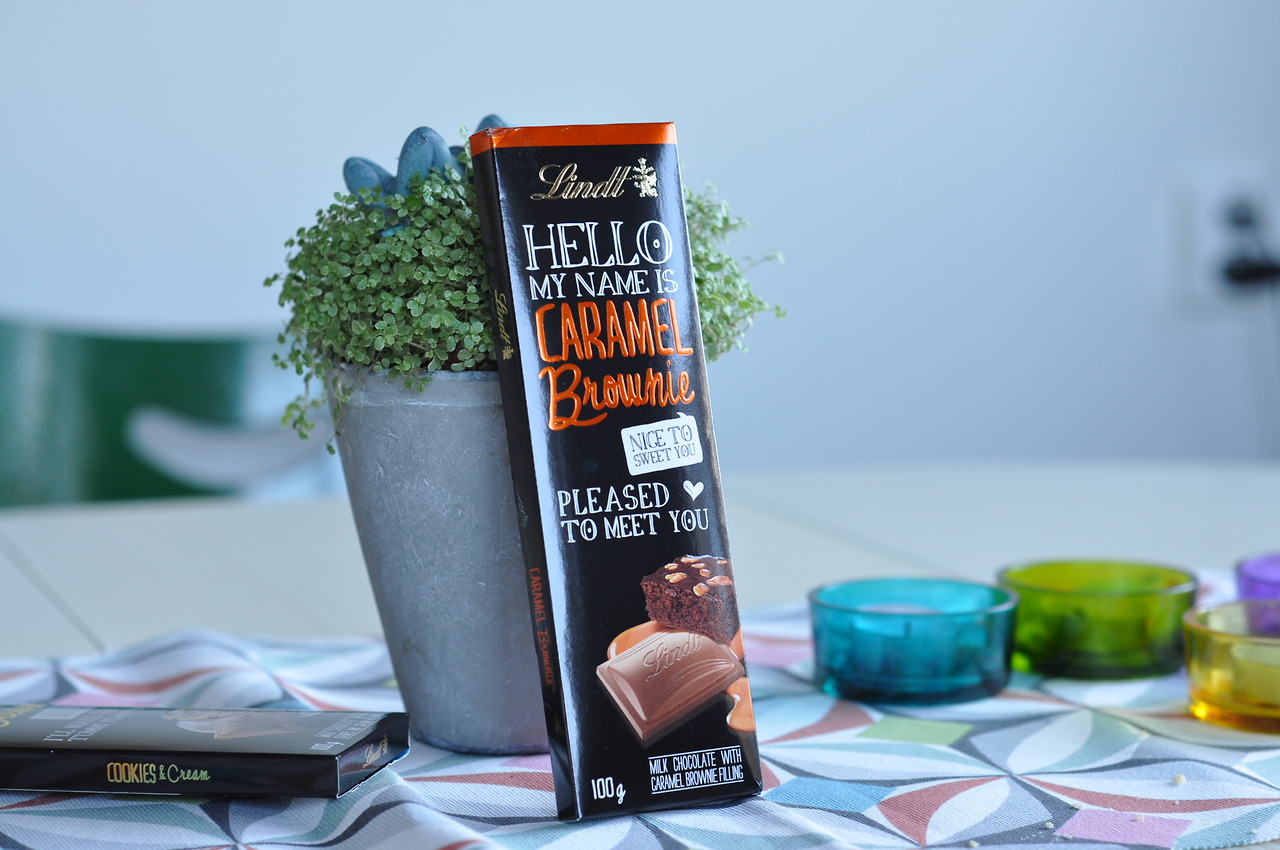 Lindt
HELLO
MY NAME IS
CARAMEL
Brownie
NICE TO
SWEET YOU
PLEASED
TO MEET YOU
Lindt
100g
MILK CHOCOLATE WITH
CARAMEL BROWNIE FILLING
Lindt
CARAMEL Brownie
COOKIES & Cream
Lindt